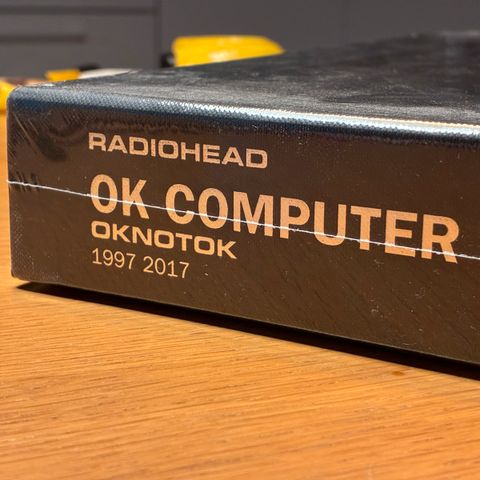 RADIOHEAD
OK COMPUTER
OKNOTOK
1997 2017